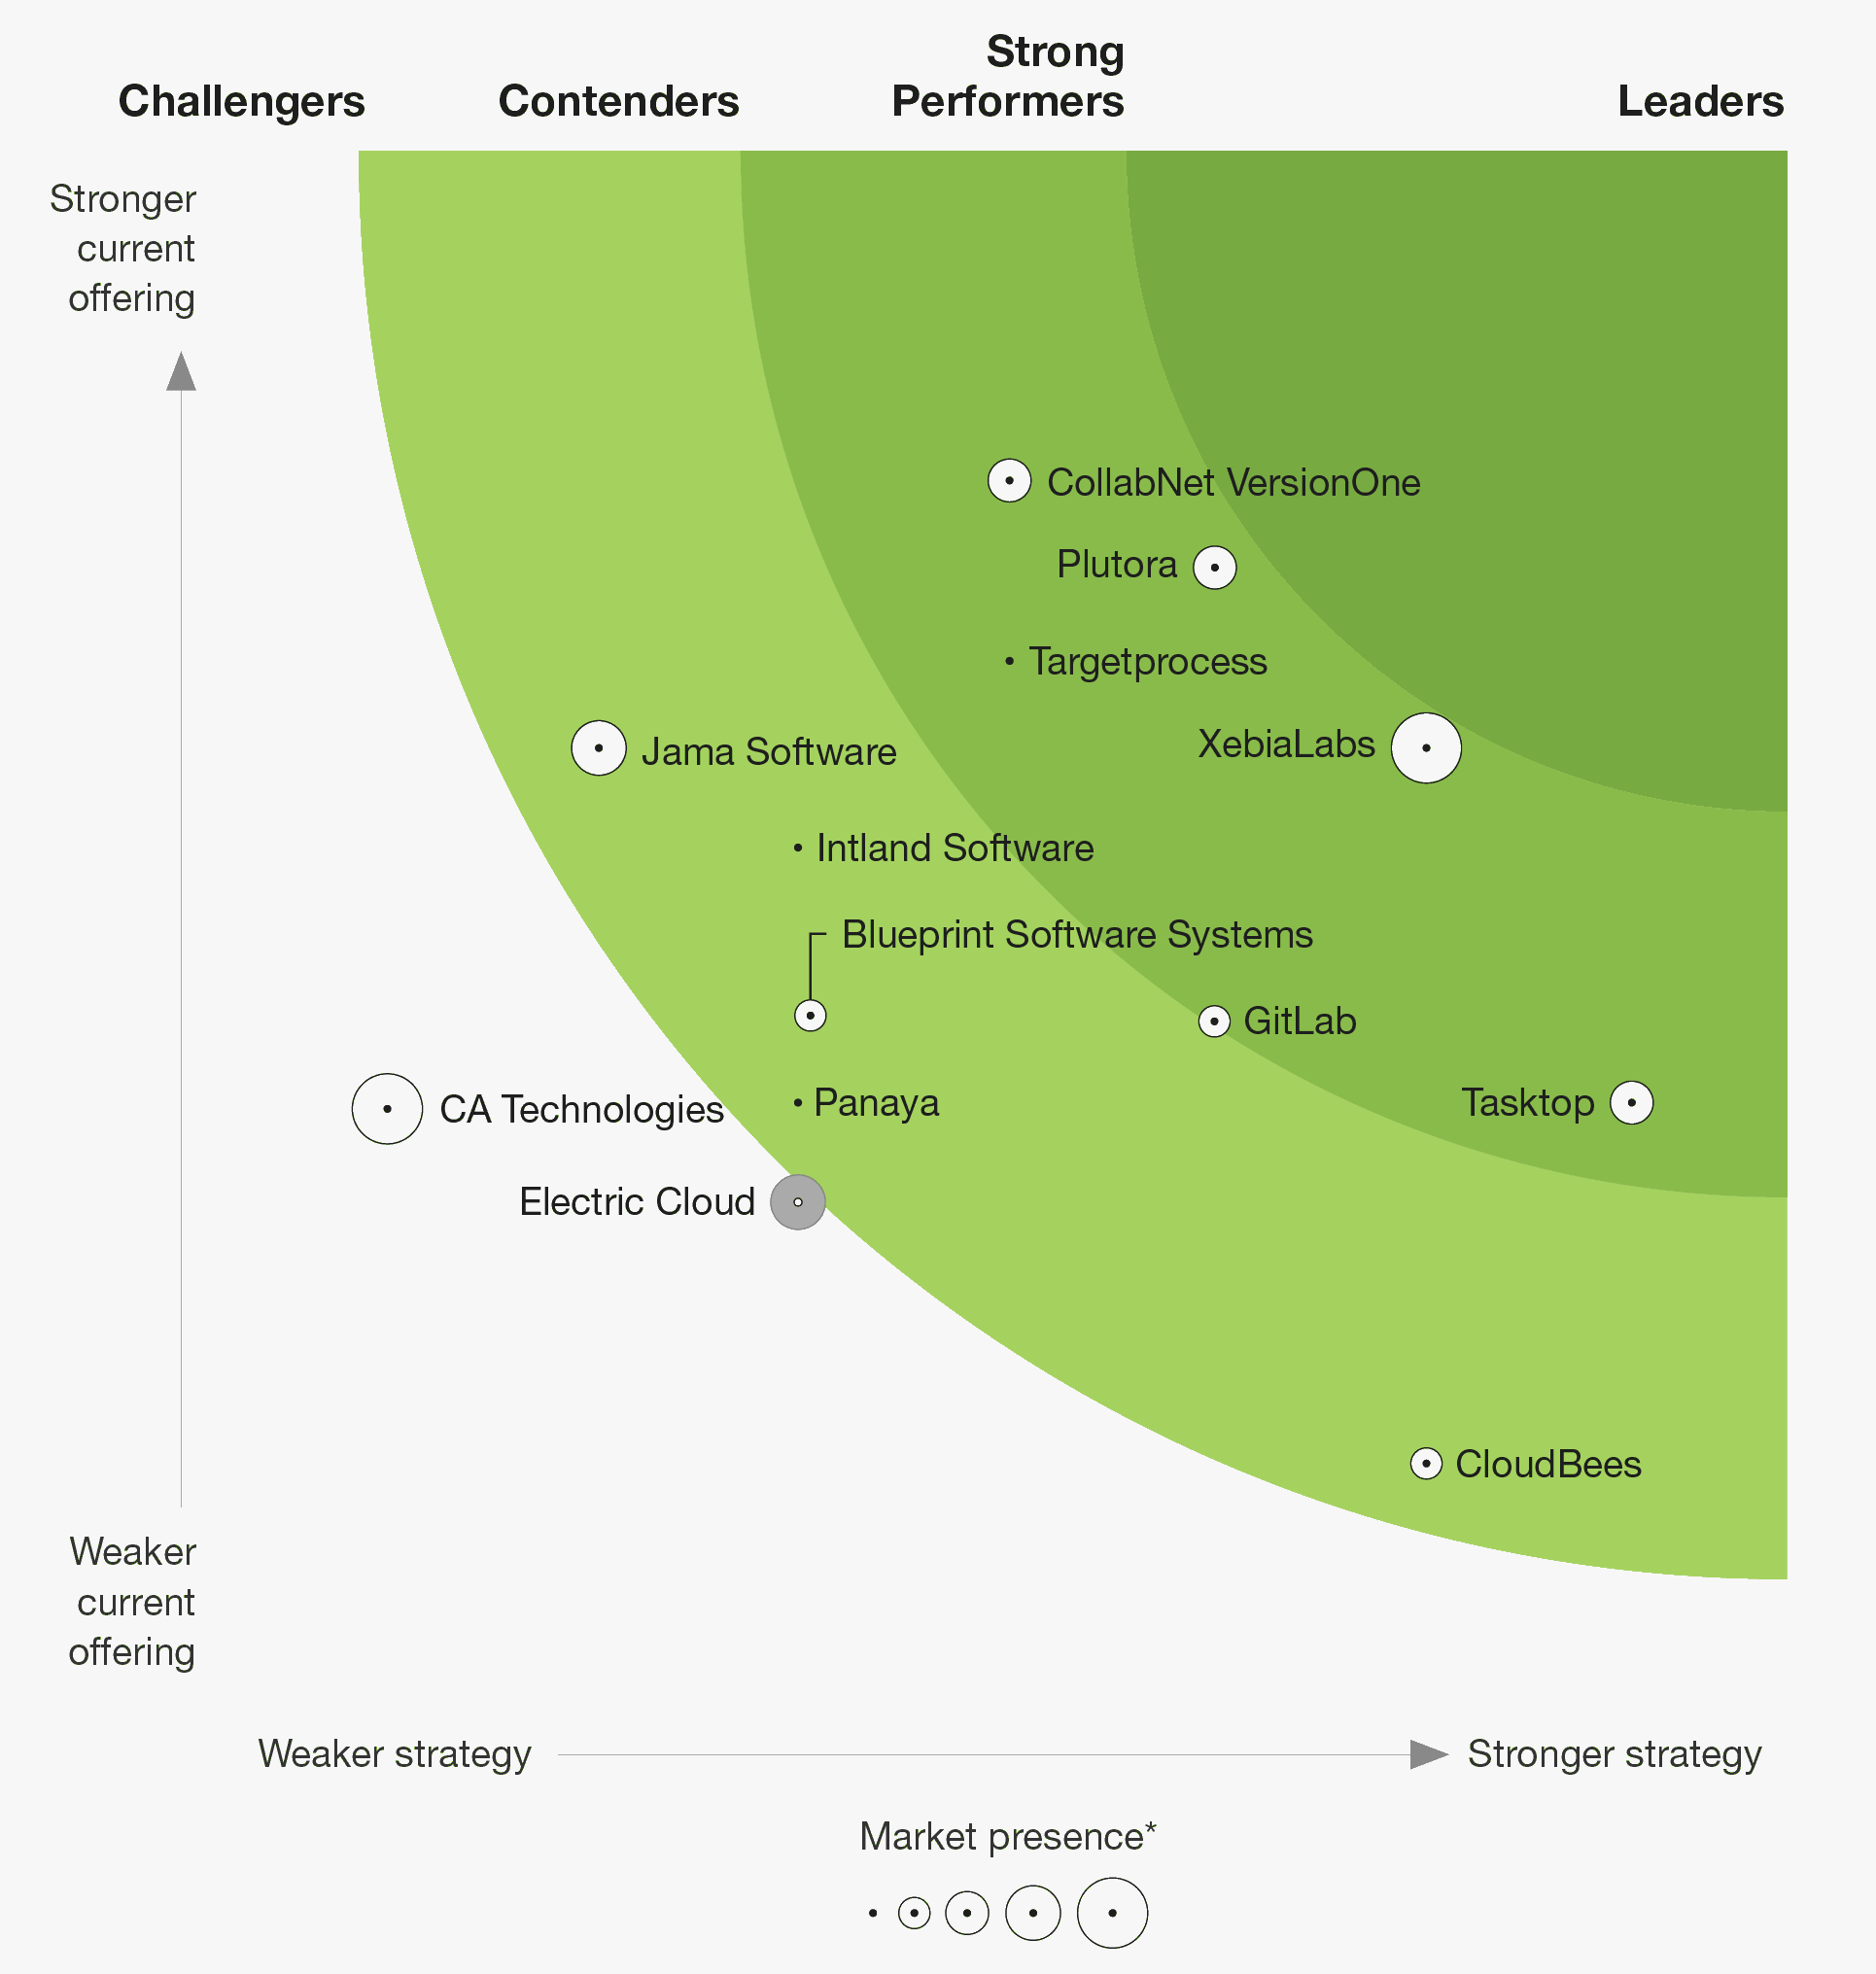 Strong
Challengers Contenders Performers Leaders
Stronger
current
offering
CollabNet VersionOne
Plutora
Targetprocess
XebiaLabs
Jama Software
Intland Software
Blueprint Software Systems
GitLab
CA Technologies
Panaya
Tasktop
Electric Cloud
CloudBees
Weaker
current
offering
Weaker strategy Stronger strategy
Market presence*